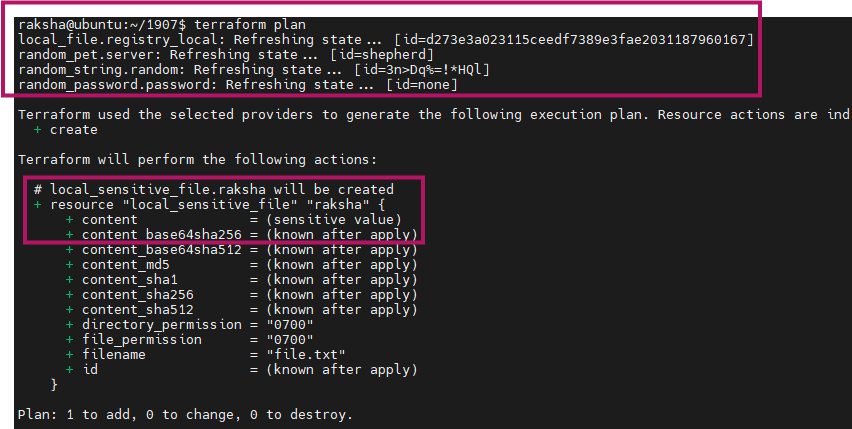 raksha@ubuntu:~/1907$ terraform plan
local_file.registry_local: Refreshing state... [id=d273e3a023115ceedf7389e3fae2031187960167]
random_pet.server: Refreshing state... [id=shepherd]
random_string.random: Refreshing state... [id=3n>Dq%=!*HQl]
random_password.password: Refreshing state... [id=none]
Terraform used the selected providers to generate the following execution plan. Resource actions are ind
+ create
Terraform will perform the following actions:
# local_sensitive_file.raksha will be created
+ resource "local_sensitive_file" "raksha" {
+ content = (sensitive value)
+ content_base64sha256 = (known after apply)
+ content_base64sha512 = (known after apply)
+ content_md5 = (known after apply)
+ content_sha1 = (known after apply)
+ content_sha256 = (known after apply)
+ content_sha512 = (known after apply)
+ directory_permission = "0700"
+ file_permission = "0700"
+ filename = "file.txt"
+ id = (known after apply)
}
Plan: 1 to add, 0 to change, 0 to destroy.